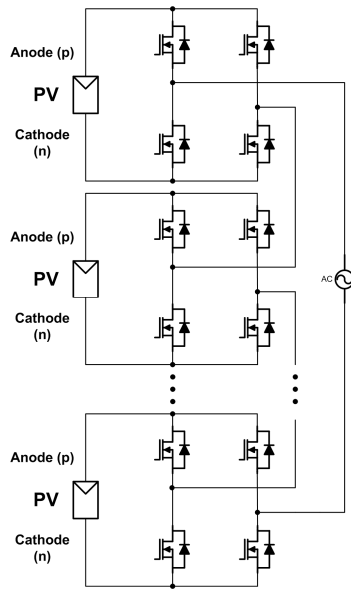 Anode (p)
PV
Cathode
(n)
Anode (p)
PV
Cathode
(n)
AC
Anode (p)
PV
Cathode
(n)